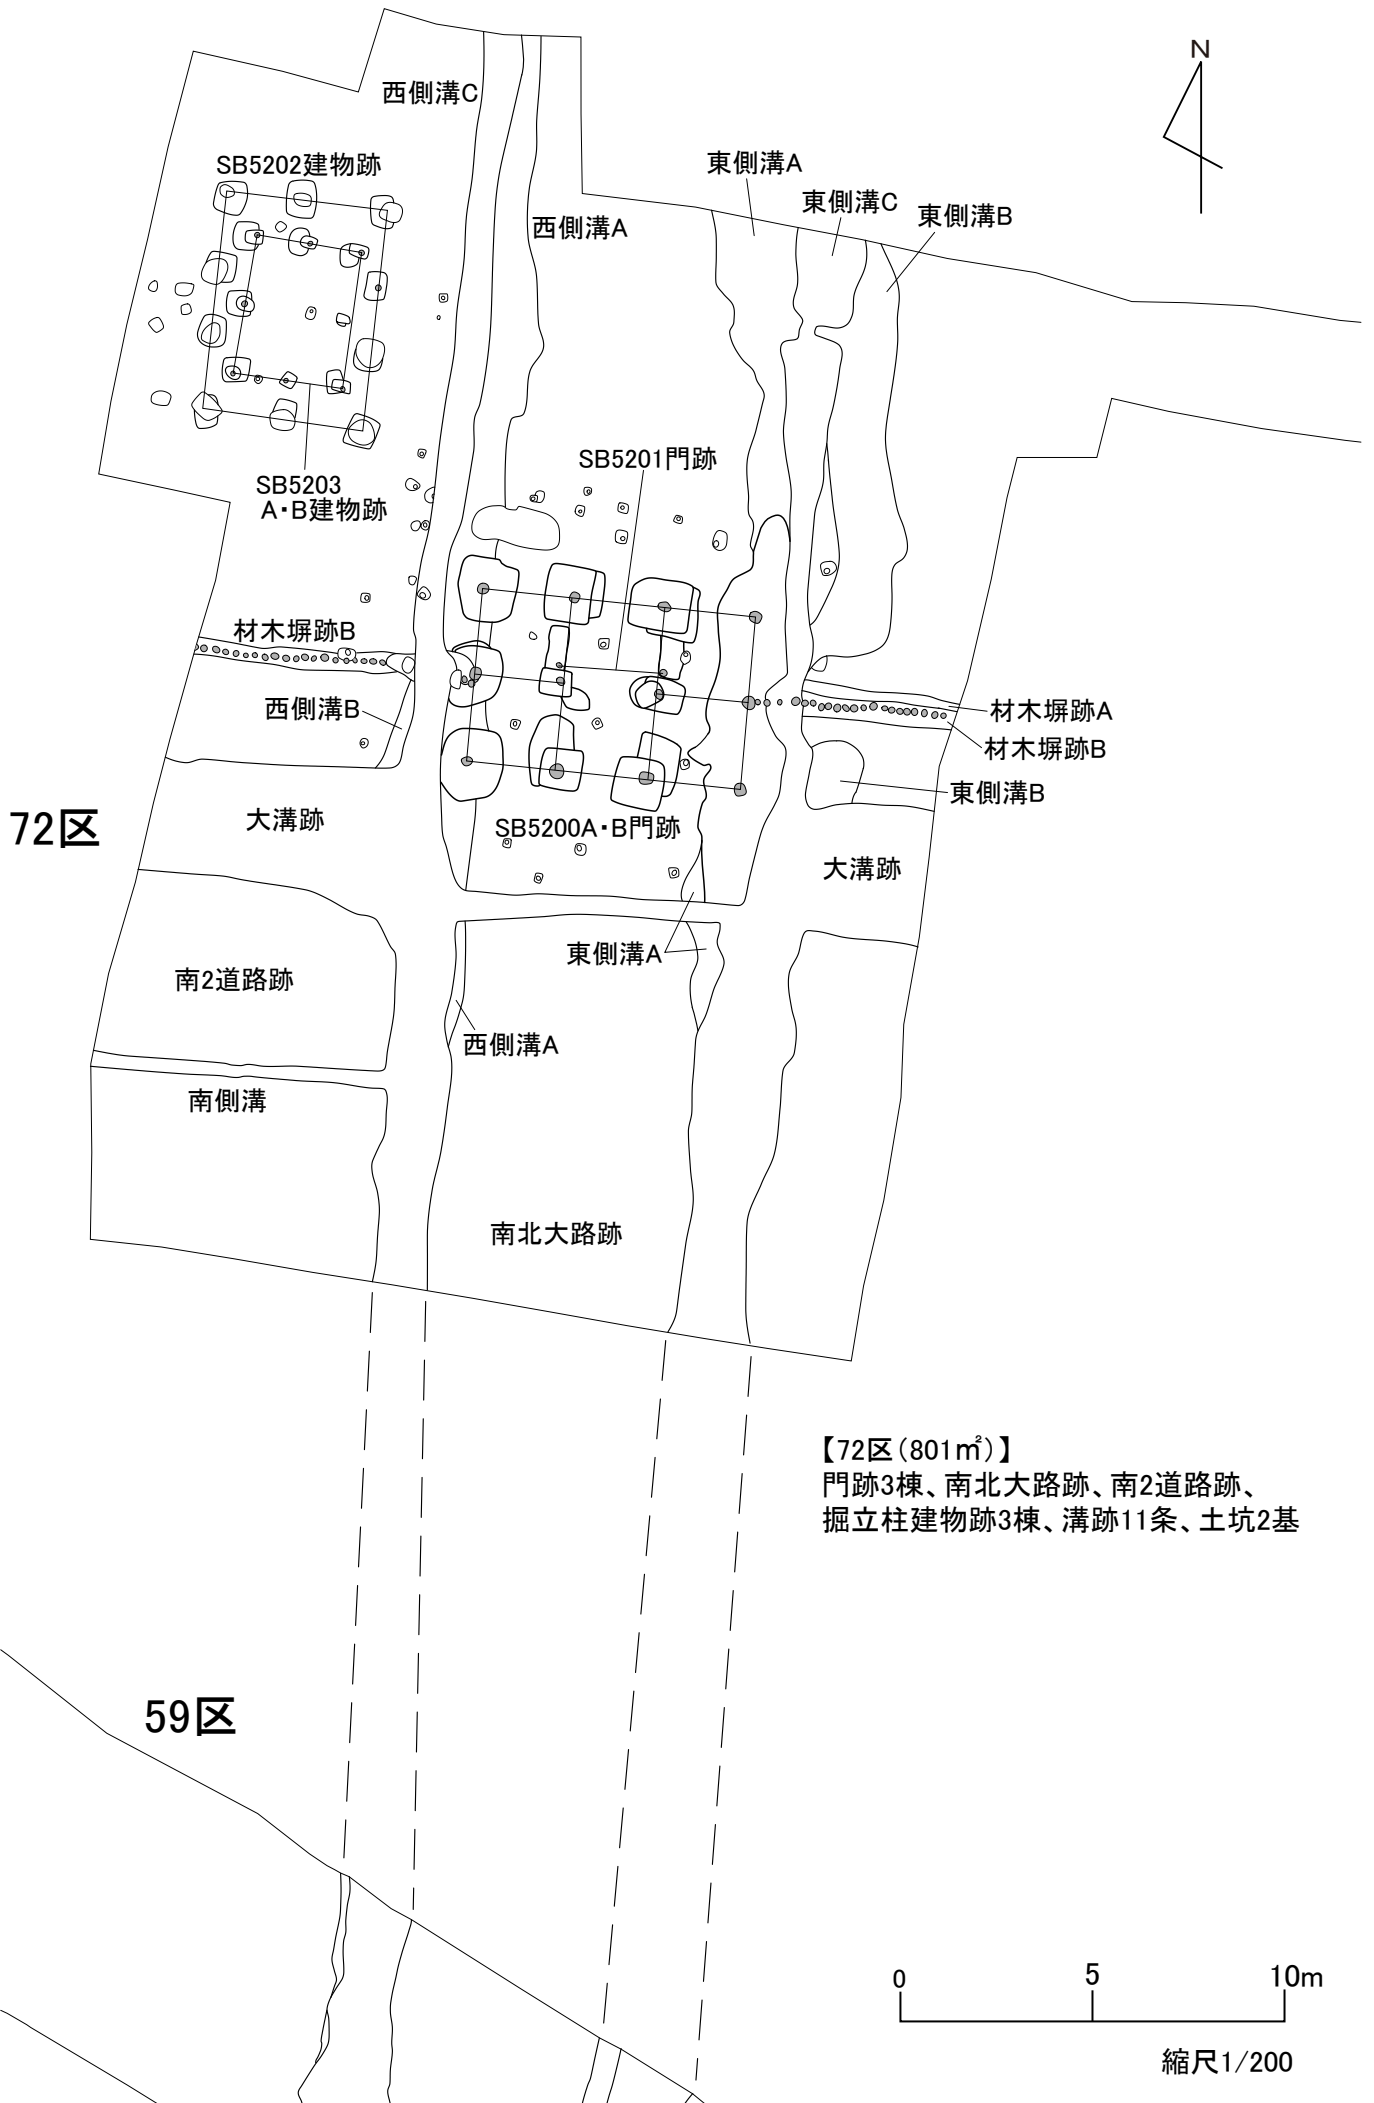 N
西側溝C
東側溝A
SB5202建物跡
東側溝C
東側溝B
西側溝A
SB5201門跡
SB5203
A・B建物跡
材木塀跡B
西側溝B
材木塀跡A
材木塀跡B
東側溝B
72区
大溝跡
SB5200A・B門跡
大溝跡
東側溝A
南2道路跡
西側溝A
南側溝
南北大路跡
【72区（801㎡）】
門跡3棟、南北大路跡、南2道路跡、
掘立柱建物跡3棟、溝跡11条、土坑2基
59区
0 5 10m
縮尺1/200